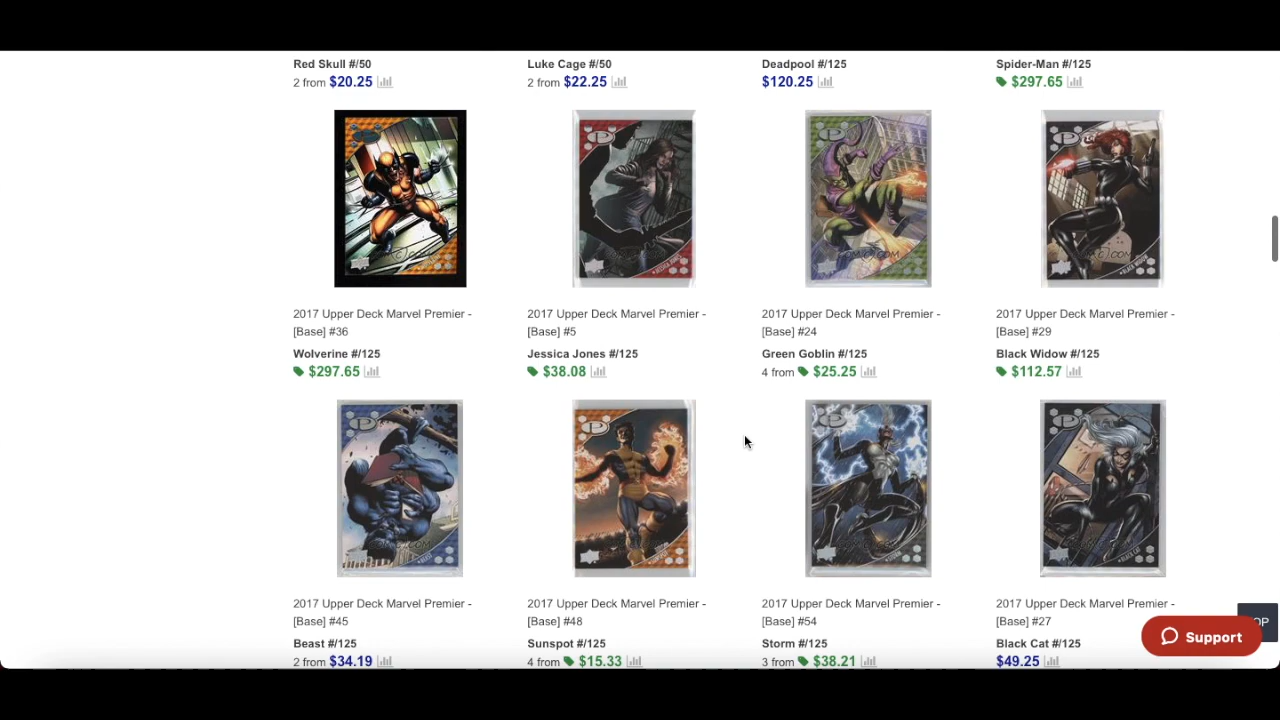 Red Skull #/50
2 from $20.25
Luke Cage #/50
2 from $22.25
Deadpool #/125
$120.25
Spider-Man #/125
$297.65
2017 Upper Deck Marvel Premier -
[Base] #36
Wolverine #/125
$297.65
2017 Upper Deck Marvel Premier -
[Base] #5
Jessica Jones #/125
$38.08
2017 Upper Deck Marvel Premier -
[Base] #24
Green Goblin #/125
4 from $25.25
2017 Upper Deck Marvel Premier -
[Base] #29
Black Widow #/125
$112.57
2017 Upper Deck Marvel Premier -
[Base] #45
Beast #/125
2 from $34.19
2017 Upper Deck Marvel Premier -
[Base] #48
Sunspot #/125
4 from $15.33
2017 Upper Deck Marvel Premier -
[Base] #54
Storm #/125
3 from $38.21
2017 Upper Deck Marvel Premier -
[Base] #27
Black Cat #/125
$49.25
OP
Support